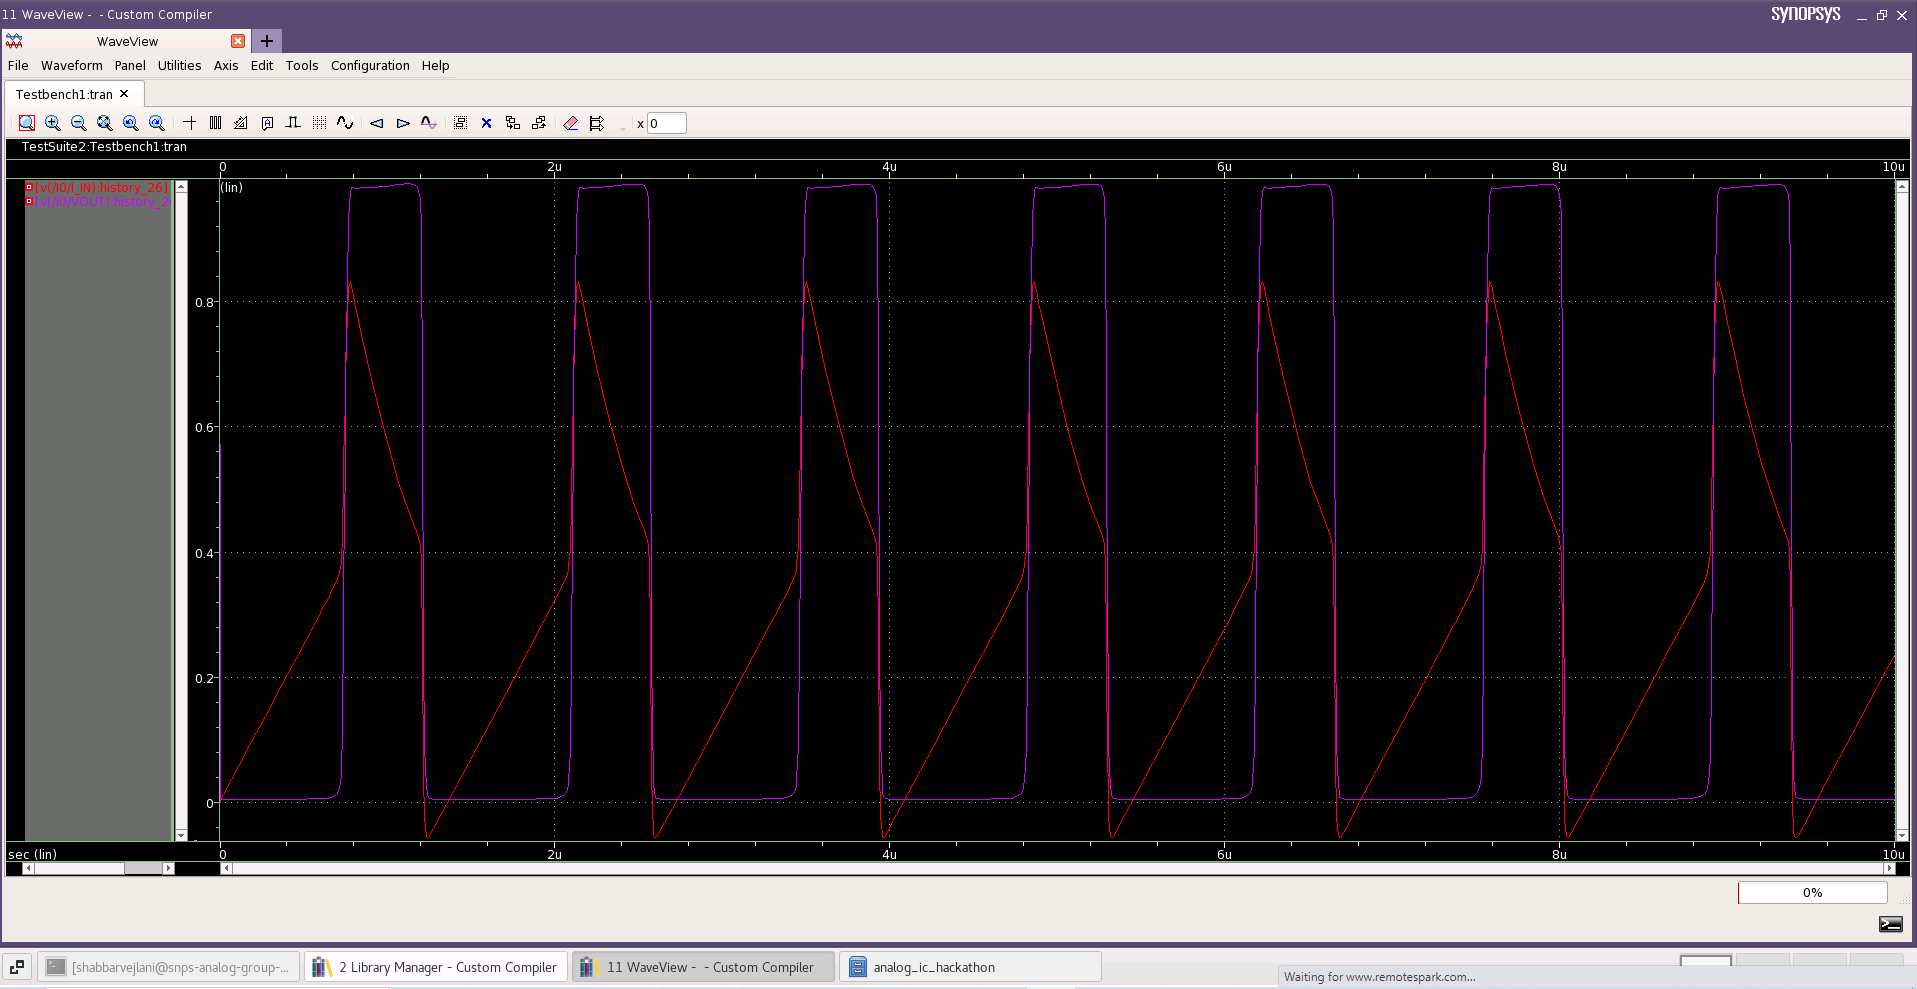 11 WaveView - - Custom Compiler
SYNOPSYS
WaveView
File Waveform Panel Utilities Axis Edit Tools Configuration Help
Testbench1:tran
x 0
TestSuite2:Testbench1:tran
0 2u 4u 6u 8u 10u
[v(/I0/I_IN):history_26]
(lin)
0.8
0.6
0.4
0.2
0
sec (lin)
0 2u 4u 6u 8u 10u
0%
[shabbarvejlani@snps-analog-group-...
2 Library Manager - Custom Compiler
11 WaveView - - Custom Compiler
analog_ic_hackathon
Waiting for www.remotespark.com...